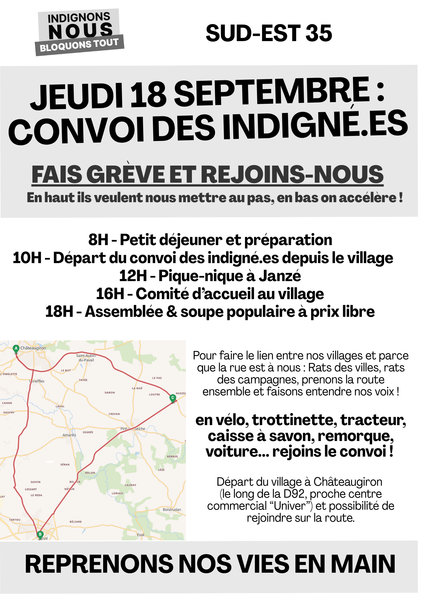 INDIGNONS
NOUS
BLOQUONS TOUT
SUD-EST 35
JEUDI 18 SEPTEMBRE :
CONVOI DES INDIGNÉ.ES
FAIS GRÈVE ET REJOINS-NOUS
En haut ils veulent nous mettre au pas, en bas on accélère !
8H - Petit déjeuner et préparation
10H - Départ du convoi des indigné.es depuis le village
12H - Pique-nique à Janzé
16H - Comité d'accueil au village
18H - Assemblée & soupe populaire à prix libre
Châteaugiron
Pour faire le lien entre nos villages et parce
que la rue est à nous : Rats des villes, rats
des campagnes, prenons la route
ensemble et faisons entendre nos voix !
en vélo, trottinette, tracteur,
caisse à savon, remorque,
voiture... rejoins le convoi !
Départ du village à Châteaugiron
(le long de la D92, proche centre
commercial "Univer") et possibilité de
rejoindre sur la route.
REPRENONS NOS VIES EN MAIN